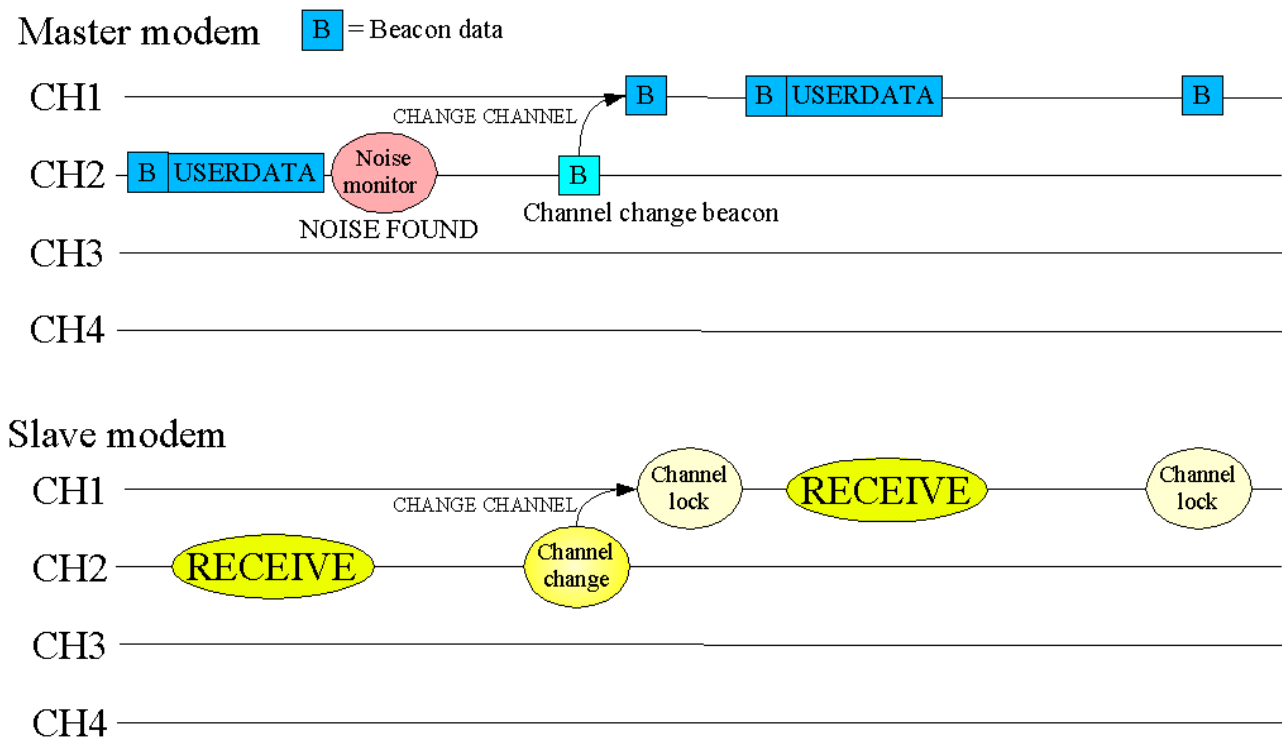 Master modem
B = Beacon data
CH1
B
B USERDATA
B
CHANGE CHANNEL
CH2
B USERDATA
Noise
monitor
B
NOISE FOUND
Channel change beacon
CH3
CH4
Slave modem
CH1
Channel
lock
RECEIVE
Channel
lock
CHANGE CHANNEL
CH2
RECEIVE
Channel
change
CH3
CH4